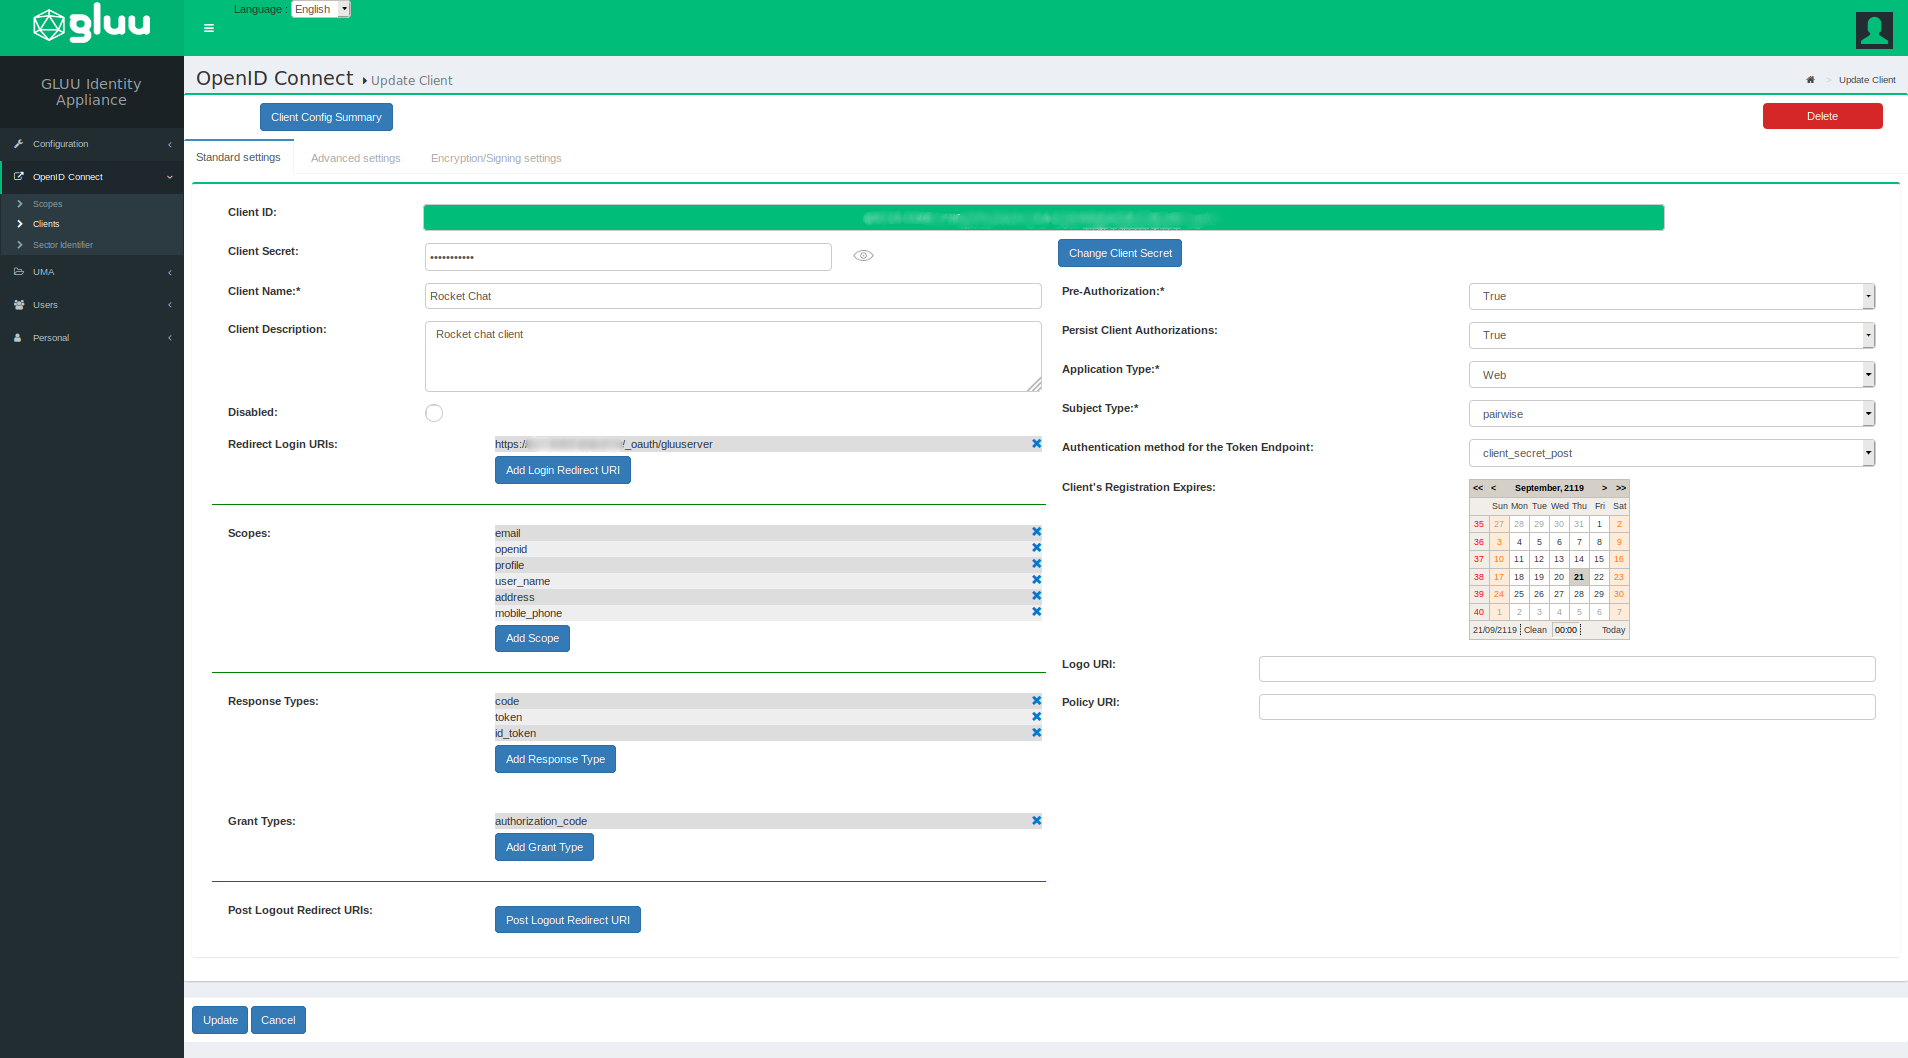 gluu
Language : English
GLUU Identity
Appliance
Configuration
OpenID Connect
Scopes
Clients
Sector Identifier
UMA
Users
Personal
OpenID Connect Update Client
Update Client
Client Config Summary
Delete
Standard settings Advanced settings Encryption/Signing settings
Client ID:
Client Secret: •••••••••••
Change Client Secret
Client Name:* Rocket Chat
Client Description: Rocket chat client
Disabled:
Redirect Login URIs: https:// /_oauth/gluuserver
Add Login Redirect URI
Scopes: email
openid
profile
user_name
address
mobile_phone
Add Scope
Response Types: code
token
id_token
Add Response Type
Grant Types: authorization_code
Add Grant Type
Post Logout Redirect URIs: Post Logout Redirect URI
Pre-Authorization:* True
Persist Client Authorizations: True
Application Type:* Web
Subject Type:* pairwise
Authentication method for the Token Endpoint: client_secret_post
Client's Registration Expires:
<< < September, 2119 > >>
Sun Mon Tue Wed Thu Fri Sat
35 27 28 29 30 31 1 2
36 3 4 5 6 7 8 9
37 10 11 12 13 14 15 16
38 17 18 19 20 21 22 23
39 24 25 26 27 28 29 30
40 1 2 3 4 5 6 7
21/09/2119 Clean 00:00 Today
Logo URI:
Policy URI:
Update Cancel